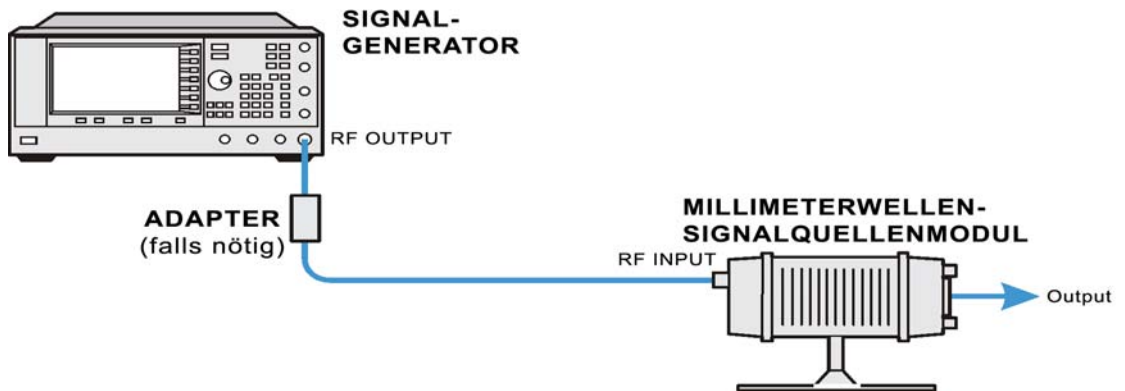 SIGNAL-
GENERATOR
RF OUTPUT
ADAPTER
(falls nötig)
MILLIMETERWELLEN-
SIGNALQUELLENMODUL
RF INPUT
Output